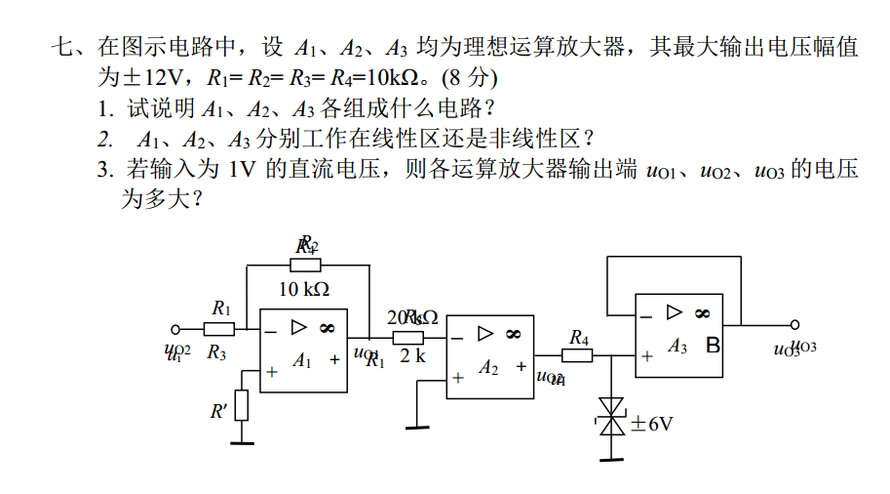 七、在图示电路中，设 A1、A2、A3 均为理想运算放大器，其最大输出电压幅值
为±12V，R1= R2= R3= R4=10kΩ。(8 分)
1. 试说明 A1、A2、A3 各组成什么电路？
2. A1、A2、A3 分别工作在线性区还是非线性区？
3. 若输入为 1V 的直流电压，则各运算放大器输出端 uO1、uO2、uO3 的电压
为多大？
R2
10 kΩ
R1
R3
R'
▷ ∞
A1
+
−
+
2 k
▷ ∞
A2
+
−
+
R4
▷ ∞
A3 B
−
+
±6V
uO3